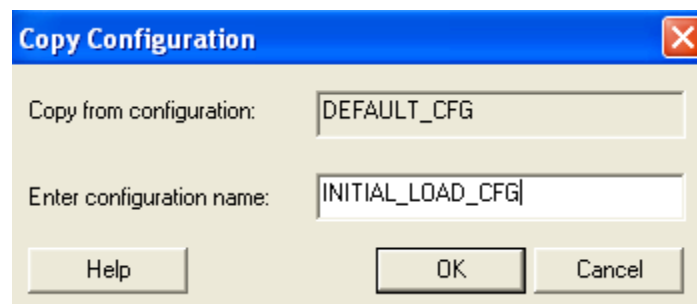 Copy Configuration
Copy from configuration: DEFAULT_CFG
Enter configuration name: INITIAL_LOAD_CFG
Help OK Cancel